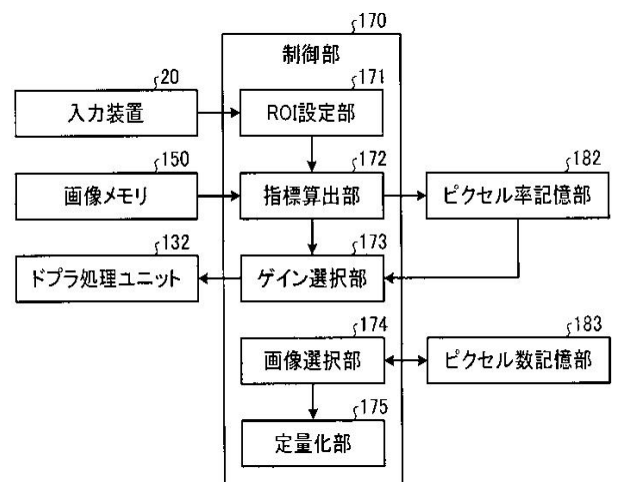 170
制御部
20
入力装置
171
ROI設定部
150
画像メモリ
172
指標算出部
182
ピクセル率記憶部
132
ドプラ処理ユニット
173
ゲイン選択部
174
画像選択部
183
ピクセル数記憶部
175
定量化部